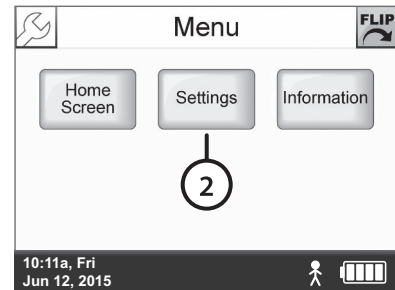 Menu
FLIP
Home
Screen
Settings
Information
2
10:11a, Fri
Jun 12, 2015